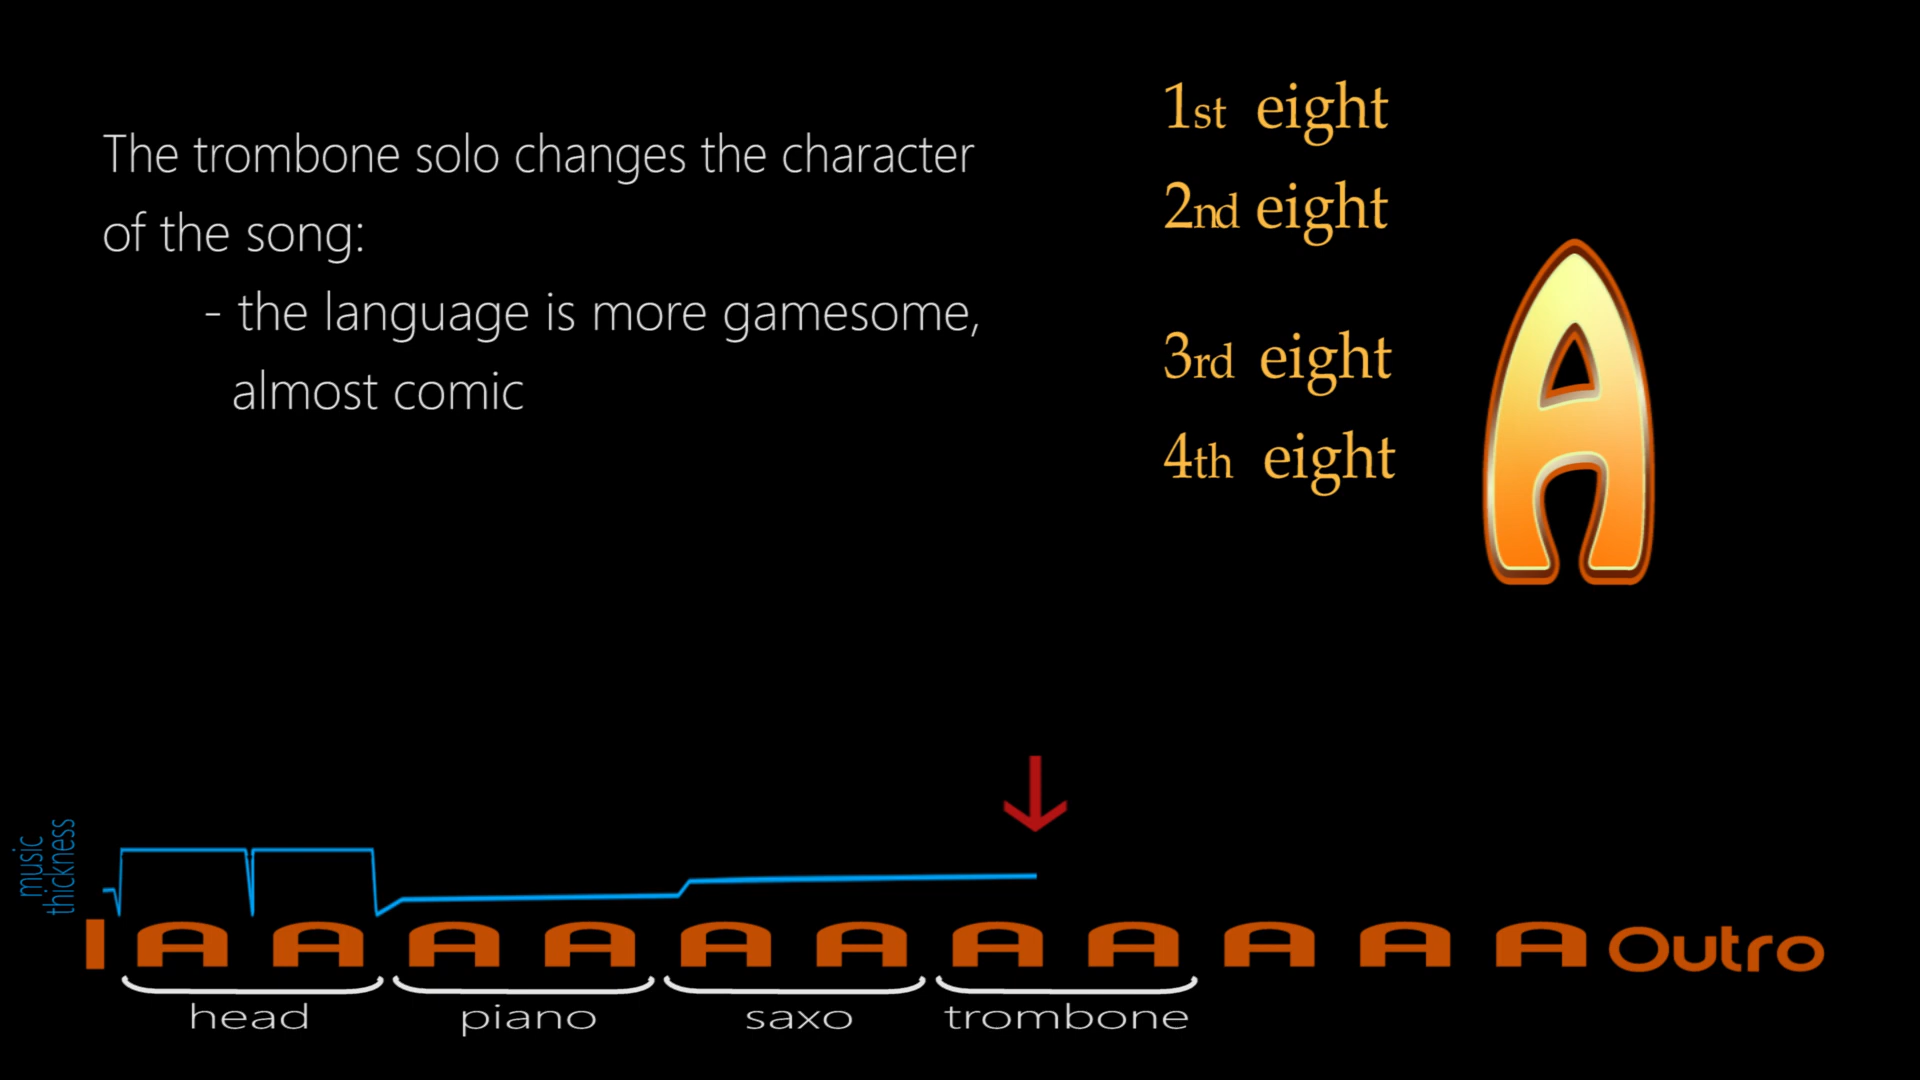 The trombone solo changes the character
of the song:
- the language is more gamesome,
almost comic
1st eight
2nd eight
3rd eight
4th eight
A
music
thickness
I A A A A A A A A A A A Outro
head piano saxo trombone